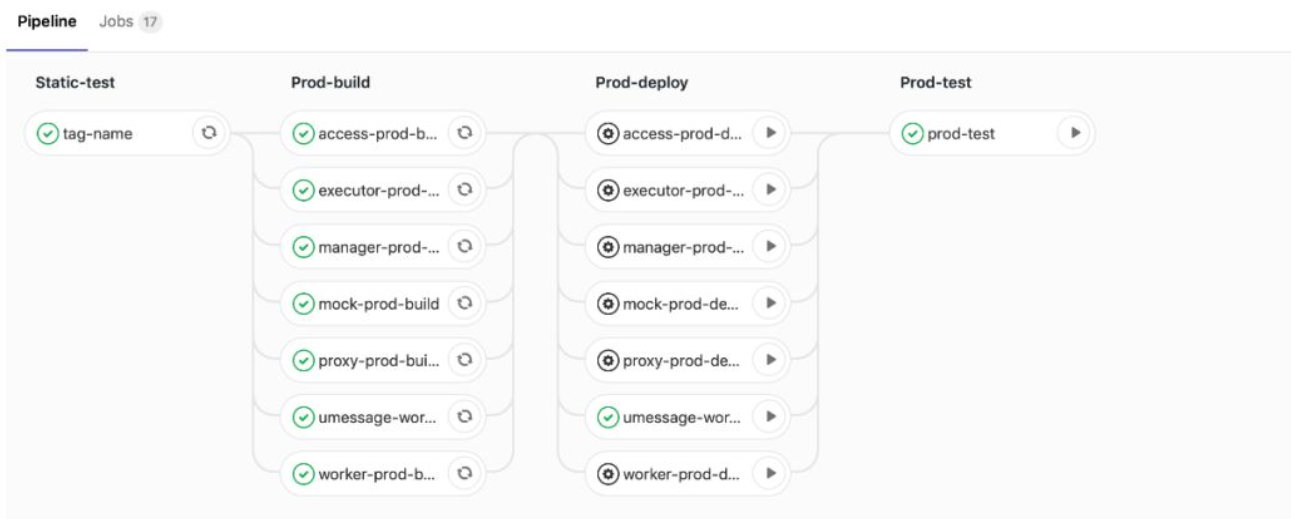 Pipeline Jobs 17
Static-test Prod-build Prod-deploy Prod-test
tag-name access-prod-b... access-prod-d... prod-test
executor-prod-... executor-prod-...
manager-prod-... manager-prod-...
mock-prod-build mock-prod-de...
proxy-prod-bui... proxy-prod-de...
umessage-wor... umessage-wor...
worker-prod-b... worker-prod-d...